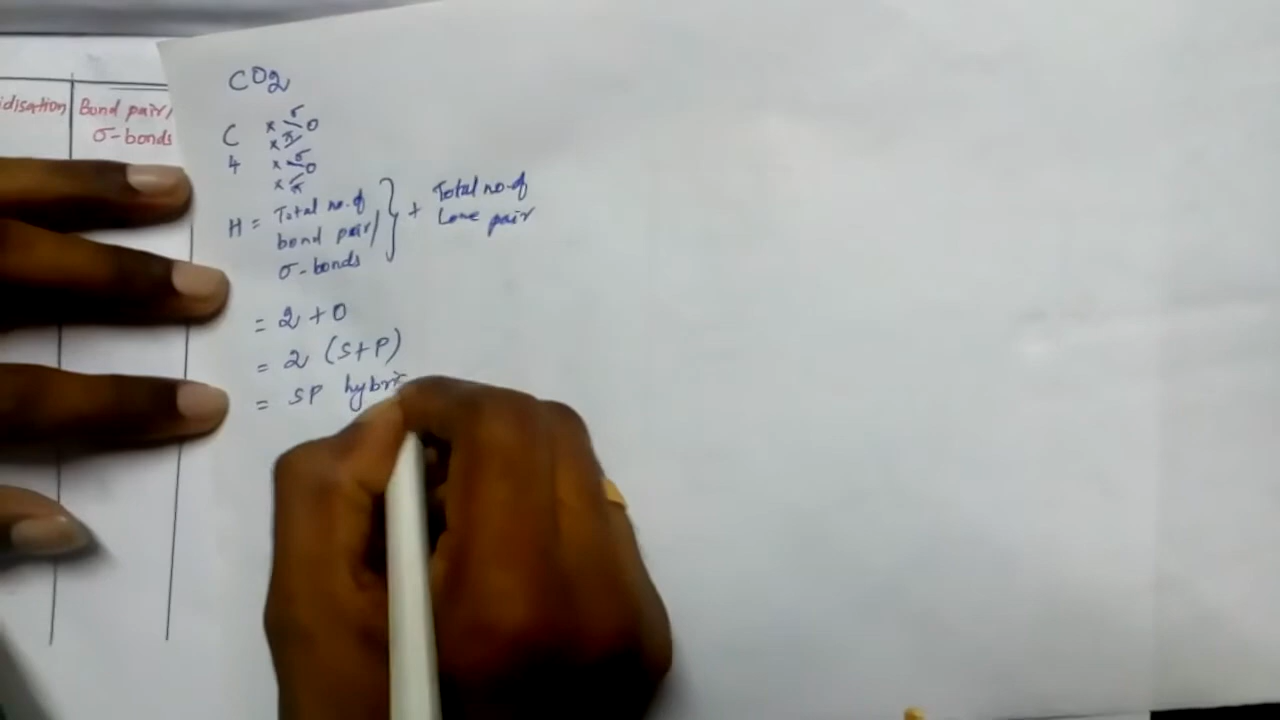 idisation
Bond pair/
σ-bonds
CO2
C x σ O
x π
4 x σ O
x π
H = Total no. of bond pair/ σ-bonds } + Total no. of Lone pair
= 2 + 0
= 2 (S+P)
= SP hybri